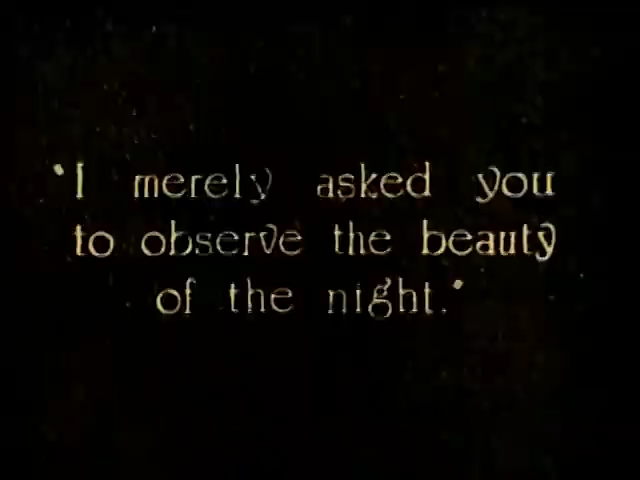 "I merely asked you
to observe the beauty
of the night."